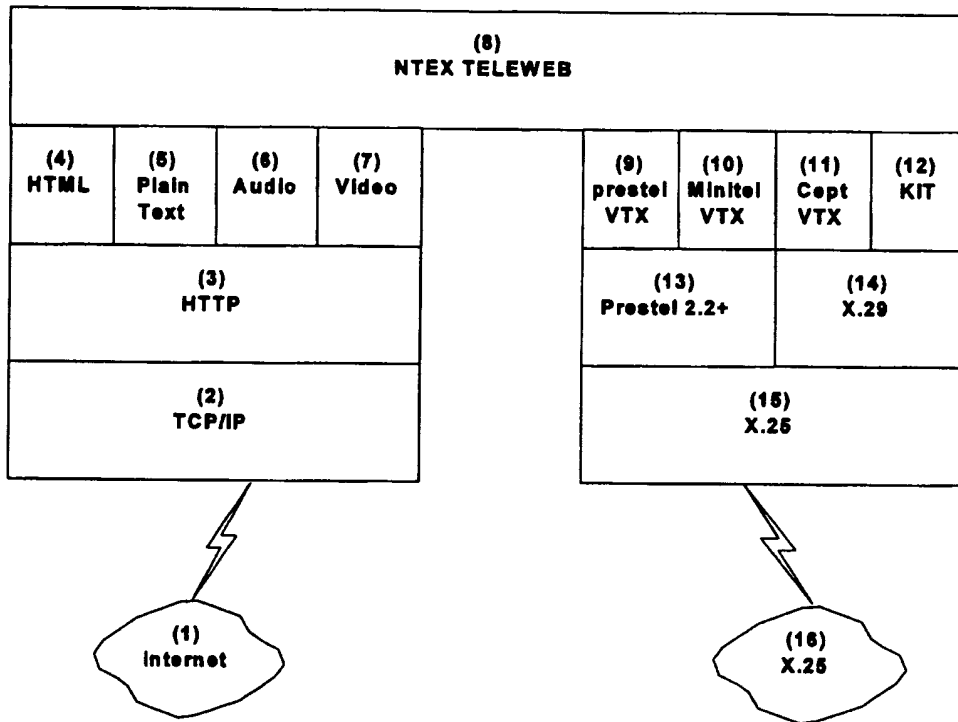 (8)
NTEX TELEWEB
(4)
HTML
(5)
Plain
Text
(6)
Audio
(7)
Video
(9)
prestel
VTX
(10)
Minitel
VTX
(11)
Cept
VTX
(12)
KIT
(3)
HTTP
(13)
Prestel 2.2+
(14)
X.29
(2)
TCP/IP
(15)
X.25
(1)
internet
(16)
X.25